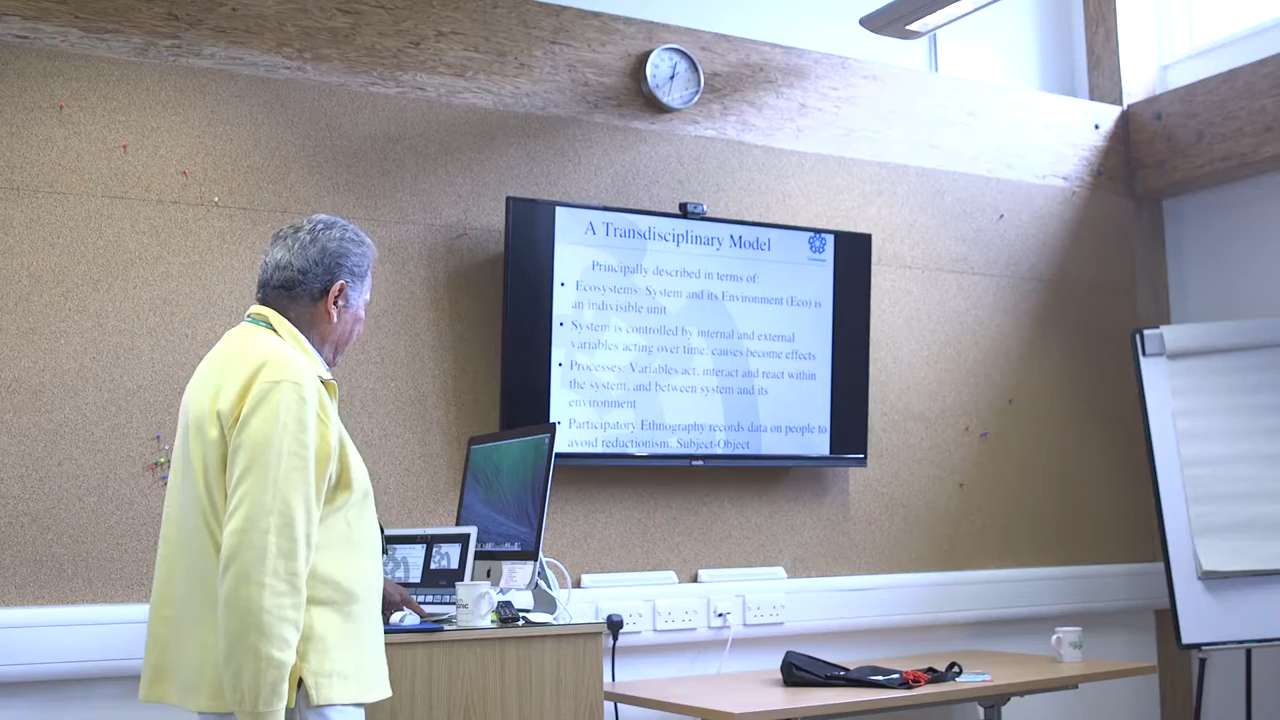 A Transdisciplinary Model
Principally described in terms of:
• Ecosystems: System and its Environment (Eco) is
an indivisible unit
• System is controlled by internal and external
variables acting over time: causes become effects
• Processes: Variables act, interact and react within
the system, and between system and its
environment
• Participatory Ethnography records data on people to
avoid reductionism: Subject-Object